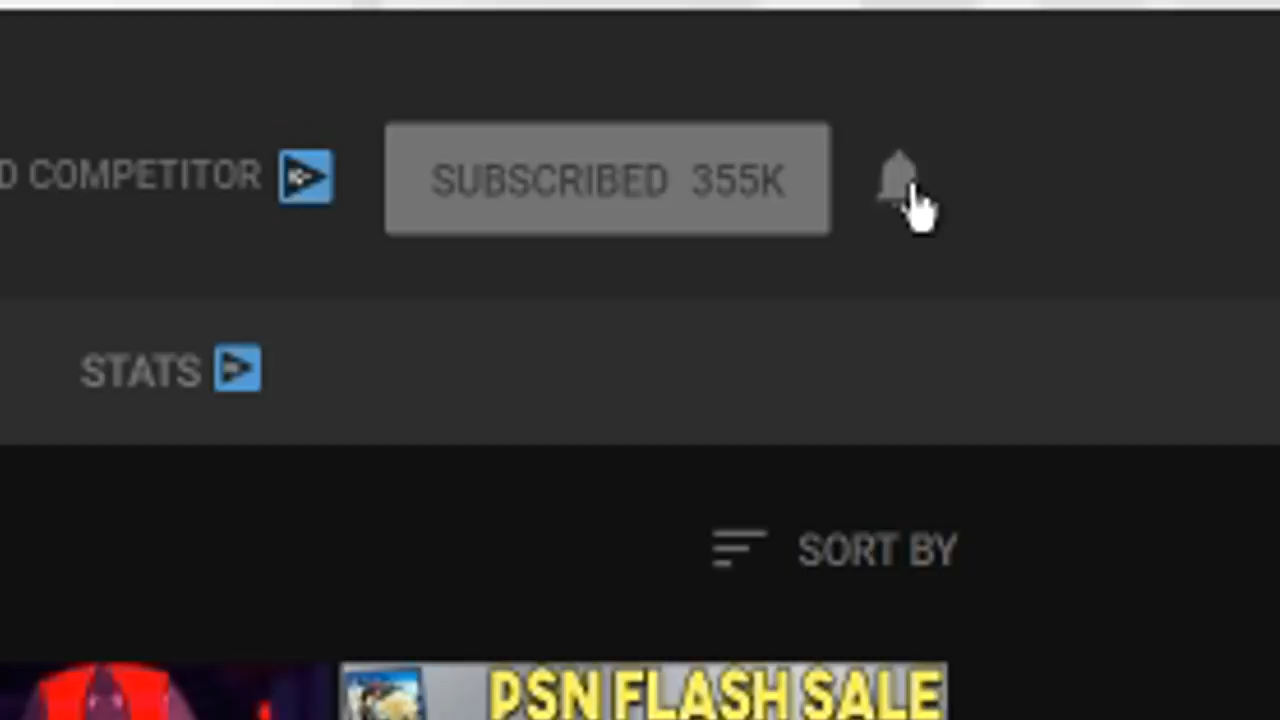 D COMPETITOR
SUBSCRIBED 355K
STATS
SORT BY
PSN FLASH SALE